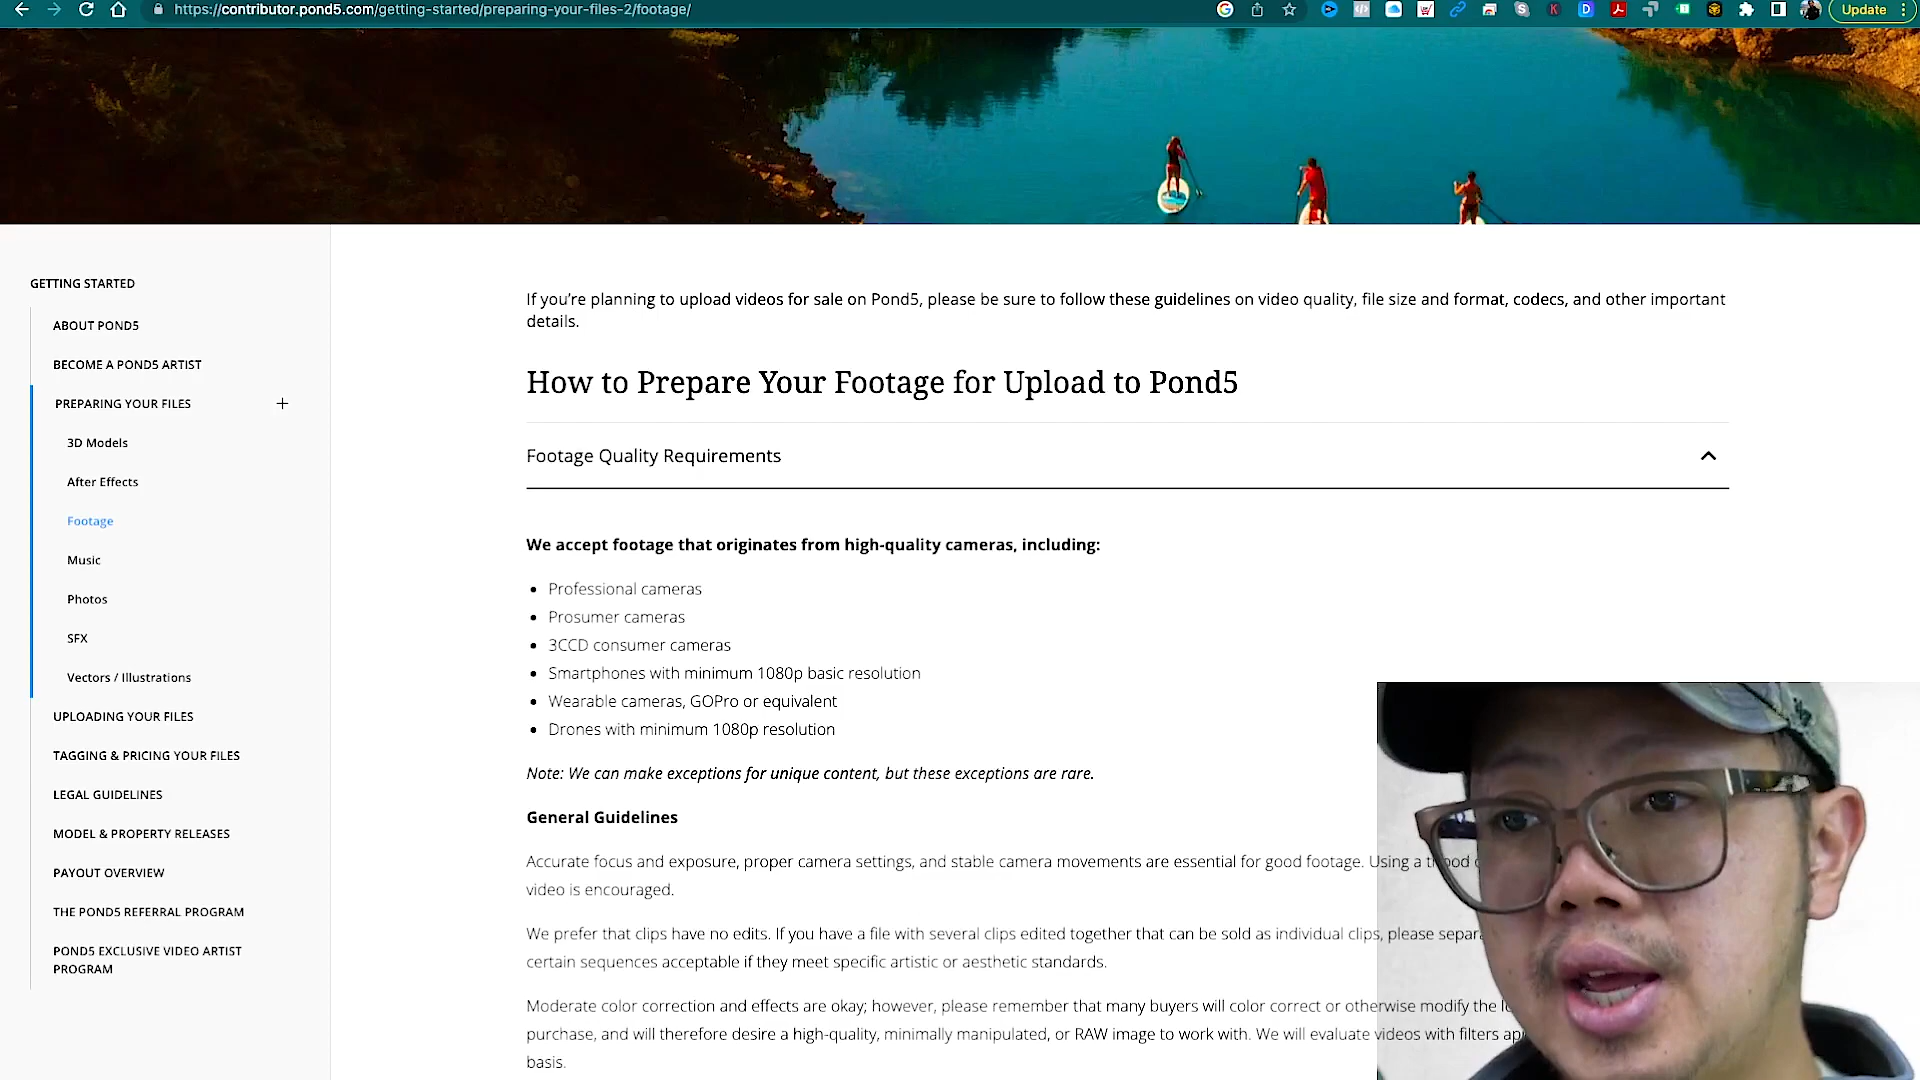 https://contributor.pond5.com/getting-started/preparing-your-files-2/footage/
Update
GETTING STARTED
ABOUT POND5
BECOME A POND5 ARTIST
PREPARING YOUR FILES
3D Models
After Effects
Footage
Music
Photos
SFX
Vectors / Illustrations
UPLOADING YOUR FILES
TAGGING & PRICING YOUR FILES
LEGAL GUIDELINES
MODEL & PROPERTY RELEASES
PAYOUT OVERVIEW
THE POND5 REFERRAL PROGRAM
POND5 EXCLUSIVE VIDEO ARTIST
PROGRAM
If you’re planning to upload videos for sale on Pond5, please be sure to follow these guidelines on video quality, file size and format, codecs, and other important
details.
How to Prepare Your Footage for Upload to Pond5
Footage Quality Requirements
We accept footage that originates from high-quality cameras, including:
Professional cameras
Prosumer cameras
3CCD consumer cameras
Smartphones with minimum 1080p basic resolution
Wearable cameras, GOPro or equivalent
Drones with minimum 1080p resolution
Note: We can make exceptions for unique content, but these exceptions are rare.
General Guidelines
Accurate focus and exposure, proper camera settings, and stable camera movements are essential for good footage. Using a tripod
video is encouraged.
We prefer that clips have no edits. If you have a file with several clips edited together that can be sold as individual clips, please
certain sequences acceptable if they meet specific artistic or aesthetic standards.
Moderate color correction and effects are okay; however, please remember that many buyers will color correct or otherwise modify the
purchase, and will therefore desire a high-quality, minimally manipulated, or RAW image to work with. We will evaluate videos with filters
basis.